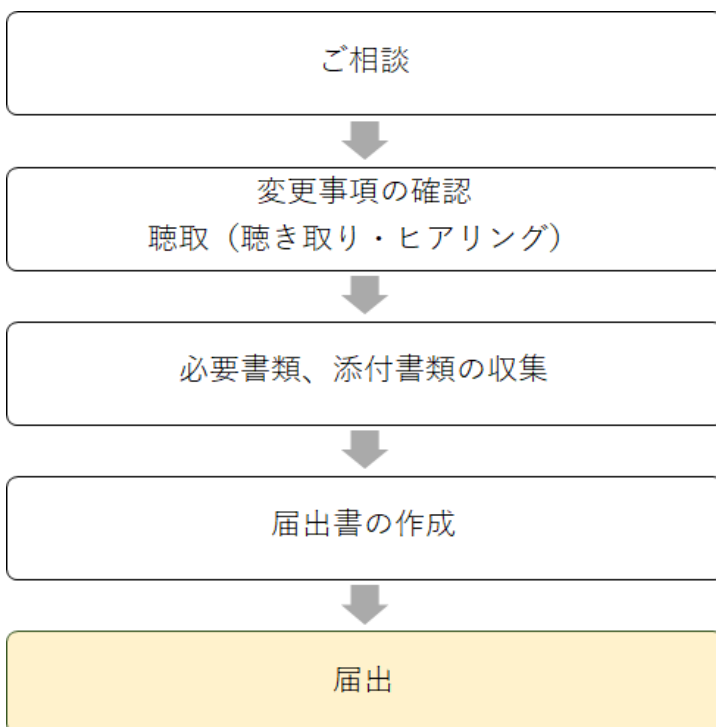 ご相談
変更事項の確認
聴取（聴き取り・ヒアリング）
必要書類、添付書類の収集
届出書の作成
届出